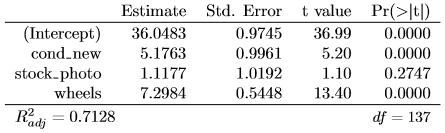 Estimate Std. Error t value Pr(>|t|)
(Intercept) 36.0483 0.9745 36.99 0.0000
cond_new 5.1763 0.9961 5.20 0.0000
stock_photo 1.1177 1.0192 1.10 0.2747
wheels 7.2984 0.5448 13.40 0.0000
R²adj = 0.7128 df = 137